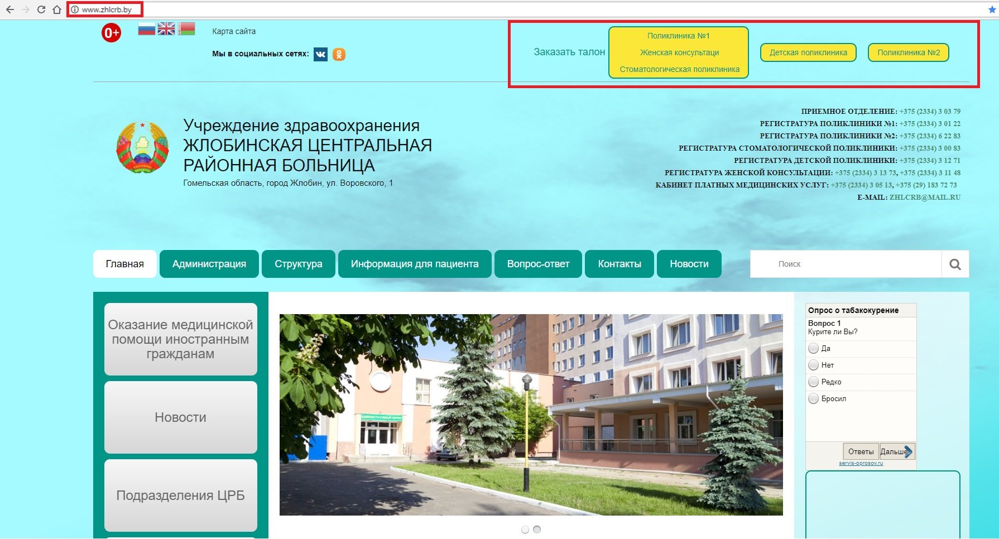 www.zhlcrb.by
0+
Карта сайта
Мы в социальных сетях:
Заказать талон
Поликлиника №1
Женская консультаци
Стоматологическая поликлиника
Детская поликлиника
Поликлиника №2
Учреждение здравоохранения
ЖЛОБИНСКАЯ ЦЕНТРАЛЬНАЯ
РАЙОННАЯ БОЛЬНИЦА
Гомельская область, город Жлобин, ул. Воровского, 1
ПРИЕМНОЕ ОТДЕЛЕНИЕ: +375 (2334) 3 03 79
РЕГИСТРАТУРА ПОЛИКЛИНИКИ №1: +375 (2334) 3 01 22
РЕГИСТРАТУРА ПОЛИКЛИНИКИ №2: +375 (2334) 6 22 83
РЕГИСТРАТУРА СТОМАТОЛОГИЧЕСКОЙ ПОЛИКЛИНИКИ: +375 (2334) 3 00 83
РЕГИСТРАТУРА ДЕТСКОЙ ПОЛИКЛИНИКИ: +375 (2334) 3 12 71
РЕГИСТРАТУРА ЖЕНСКОЙ КОНСУЛЬТАЦИИ: +375 (2334) 3 13 73, +375 (2334) 3 11 48
КАБИНЕТ ПЛАТНЫХ МЕДИЦИНСКИХ УСЛУГ: +375 (2334) 3 05 13, +375 (29) 183 72 73
E-MAIL: ZHLCRB@MAIL.RU
Главная
Администрация
Структура
Информация для пациента
Вопрос-ответ
Контакты
Новости
Поиск
Оказание медицинской
помощи иностранным
гражданам
Новости
Подразделения ЦРБ
АДМИНИСТРАТИВНЫЙ КОРПУС
Опрос о табакокурение
Вопрос 1
Курите ли Вы?
Да
Нет
Редко
Бросил
Ответы
Дальше
servis-oprosov.ru